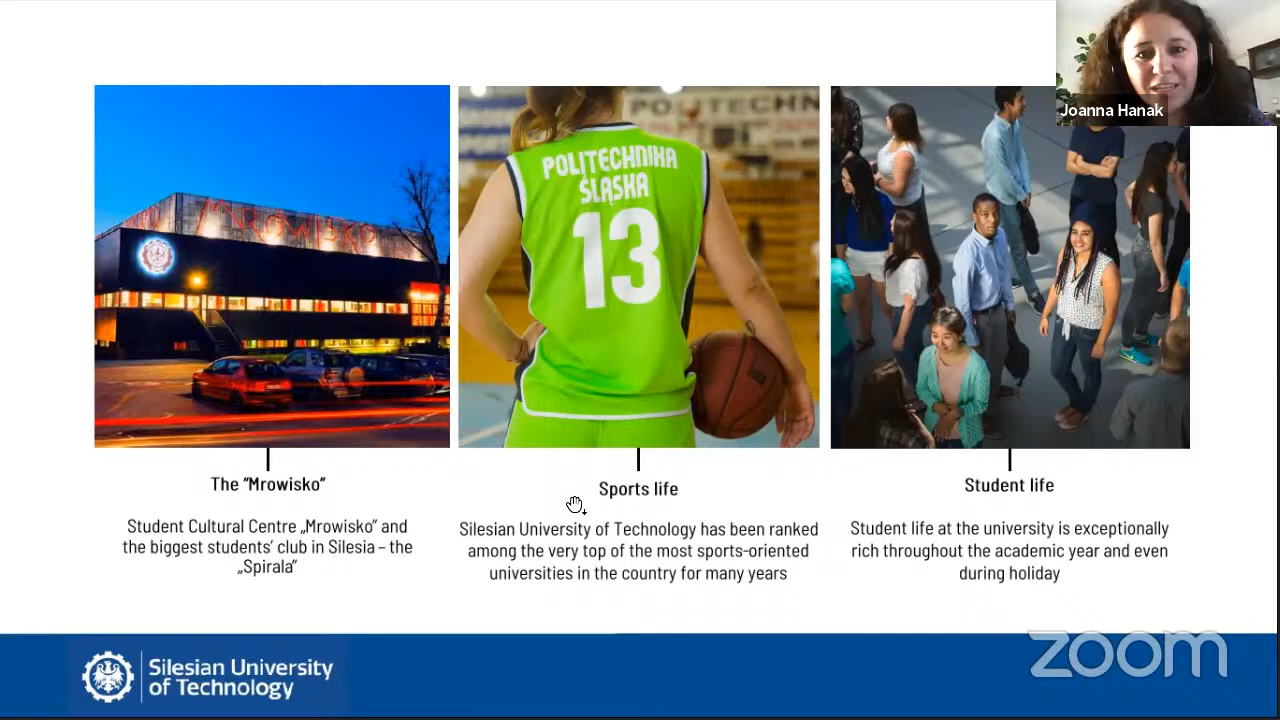 Joanna Hanak
MROWISKO
POLITECHN
POLITECHNIKA
ŚLĄSKA
13
The “Mrowisko”
Student Cultural Centre „Mrowisko” and
the biggest students’ club in Silesia – the
„Spirala”
Sports life
Silesian University of Technology has been ranked
among the very top of the most sports-oriented
universities in the country for many years
Student life
Student life at the university is exceptionally
rich throughout the academic year and even
during holiday
Silesian University
of Technology
zoom